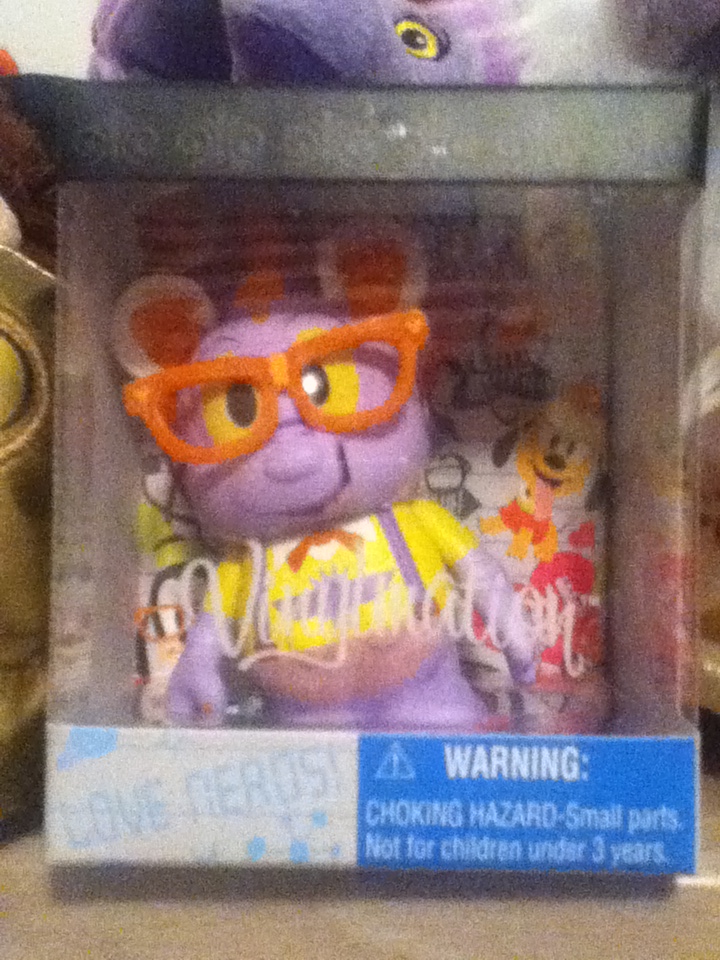 Vinylmation
LOVE NERDS!
WARNING:
CHOKING HAZARD-Small parts.
Not for children under 3 years.